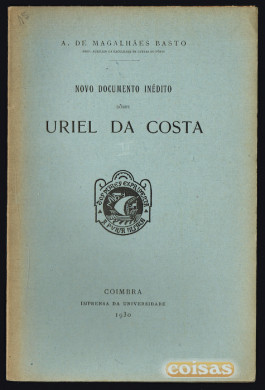 A. DE MAGALHÃES BASTO
NOVO DOCUMENTO INÉDITO
SÔBRE
URIEL DA COSTA
COIMBRA
IMPRENSA DA UNIVERSIDADE
1930
coisas